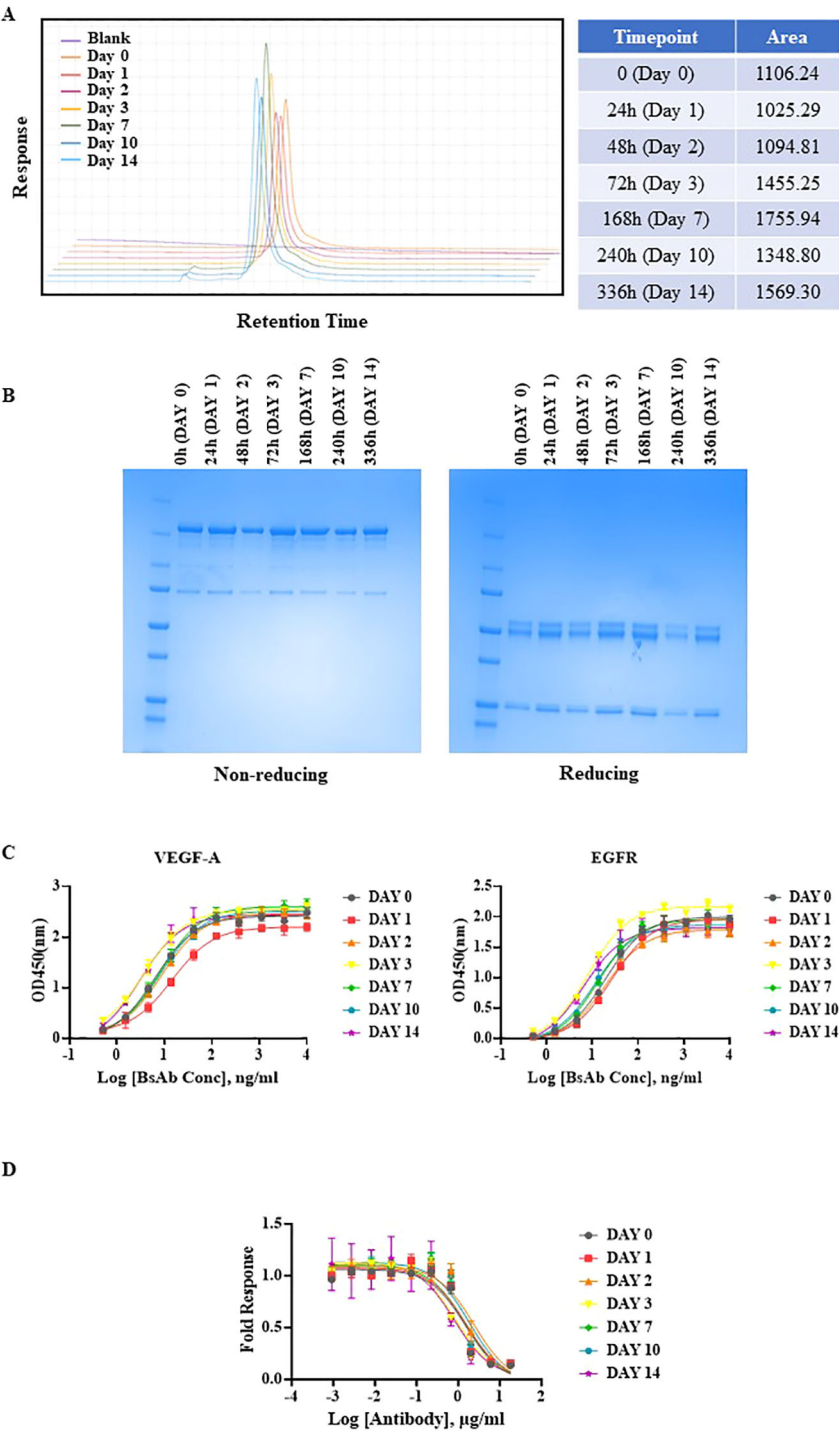 A
Blank
Day 0
Day 1
Day 2
Day 3
Day 7
Day 10
Day 14
Response
Retention Time
Timepoint Area
0 (Day 0) 1106.24
24h (Day 1) 1025.29
48h (Day 2) 1094.81
72h (Day 3) 1455.25
168h (Day 7) 1755.94
240h (Day 10) 1348.80
336h (Day 14) 1569.30
B
0h (DAY 0)
24h (DAY 1)
48h (DAY 2)
72h (DAY 3)
168h (DAY 7)
240h (DAY 10)
336h (DAY 14)
0h (DAY 0)
24h (DAY 1)
48h (DAY 2)
72h (DAY 3)
168h (DAY 7)
240h (DAY 10)
336h (DAY 14)
Non-reducing
Reducing
C
VEGF-A
3
2
1
0
OD450(nm)
-1 0 1 2 3 4
Log [BsAb Conc], ng/ml
DAY 0
DAY 1
DAY 2
DAY 3
DAY 7
DAY 10
DAY 14
EGFR
2.5
2.0
1.5
1.0
0.5
0.0
OD450(nm)
-1 0 1 2 3 4
Log [BsAb Conc], ng/ml
DAY 0
DAY 1
DAY 2
DAY 3
DAY 7
DAY 10
DAY 14
D
1.5
1.0
0.5
0.0
Fold Response
-4 -3 -2 -1 0 1 2
Log [Antibody], µg/ml
DAY 0
DAY 1
DAY 2
DAY 3
DAY 7
DAY 10
DAY 14